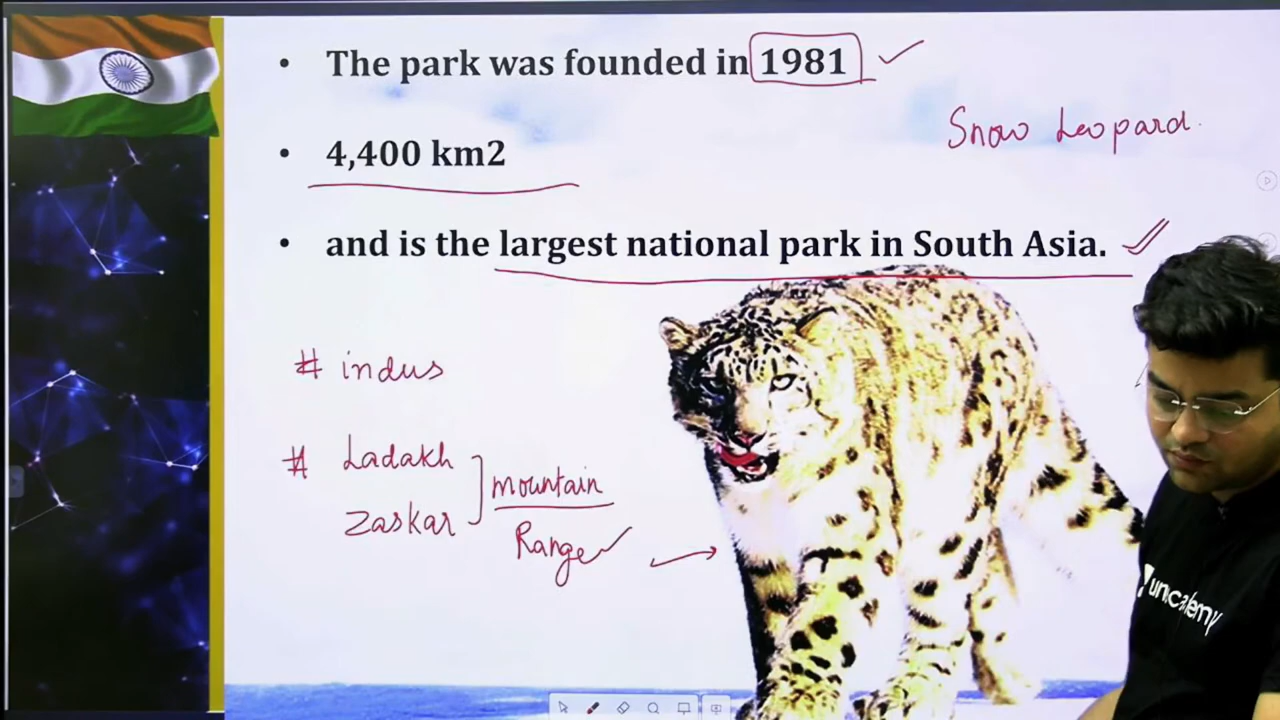 • The park was founded in 1981
Snow Leopard.
• 4,400 km2
• and is the largest national park in South Asia.
# indus
# Ladakh
Zaskar
mountain
Range
unacademy